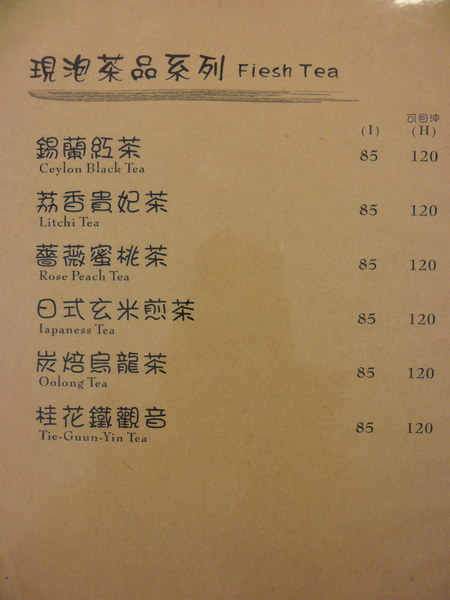 現泡茶品系列 Fiesh Tea
可回沖
(I) (H)
錫蘭紅茶 85 120
Ceylon Black Tea
荔香貴妃茶 85 120
Litchi Tea
薔薇蜜桃茶 85 120
Rose Peach Tea
日式玄米煎茶 85 120
Iapaness Tea
炭焙烏龍茶 85 120
Oolong Tea
桂花鐵觀音 85 120
Tie-Guun-Yin Tea